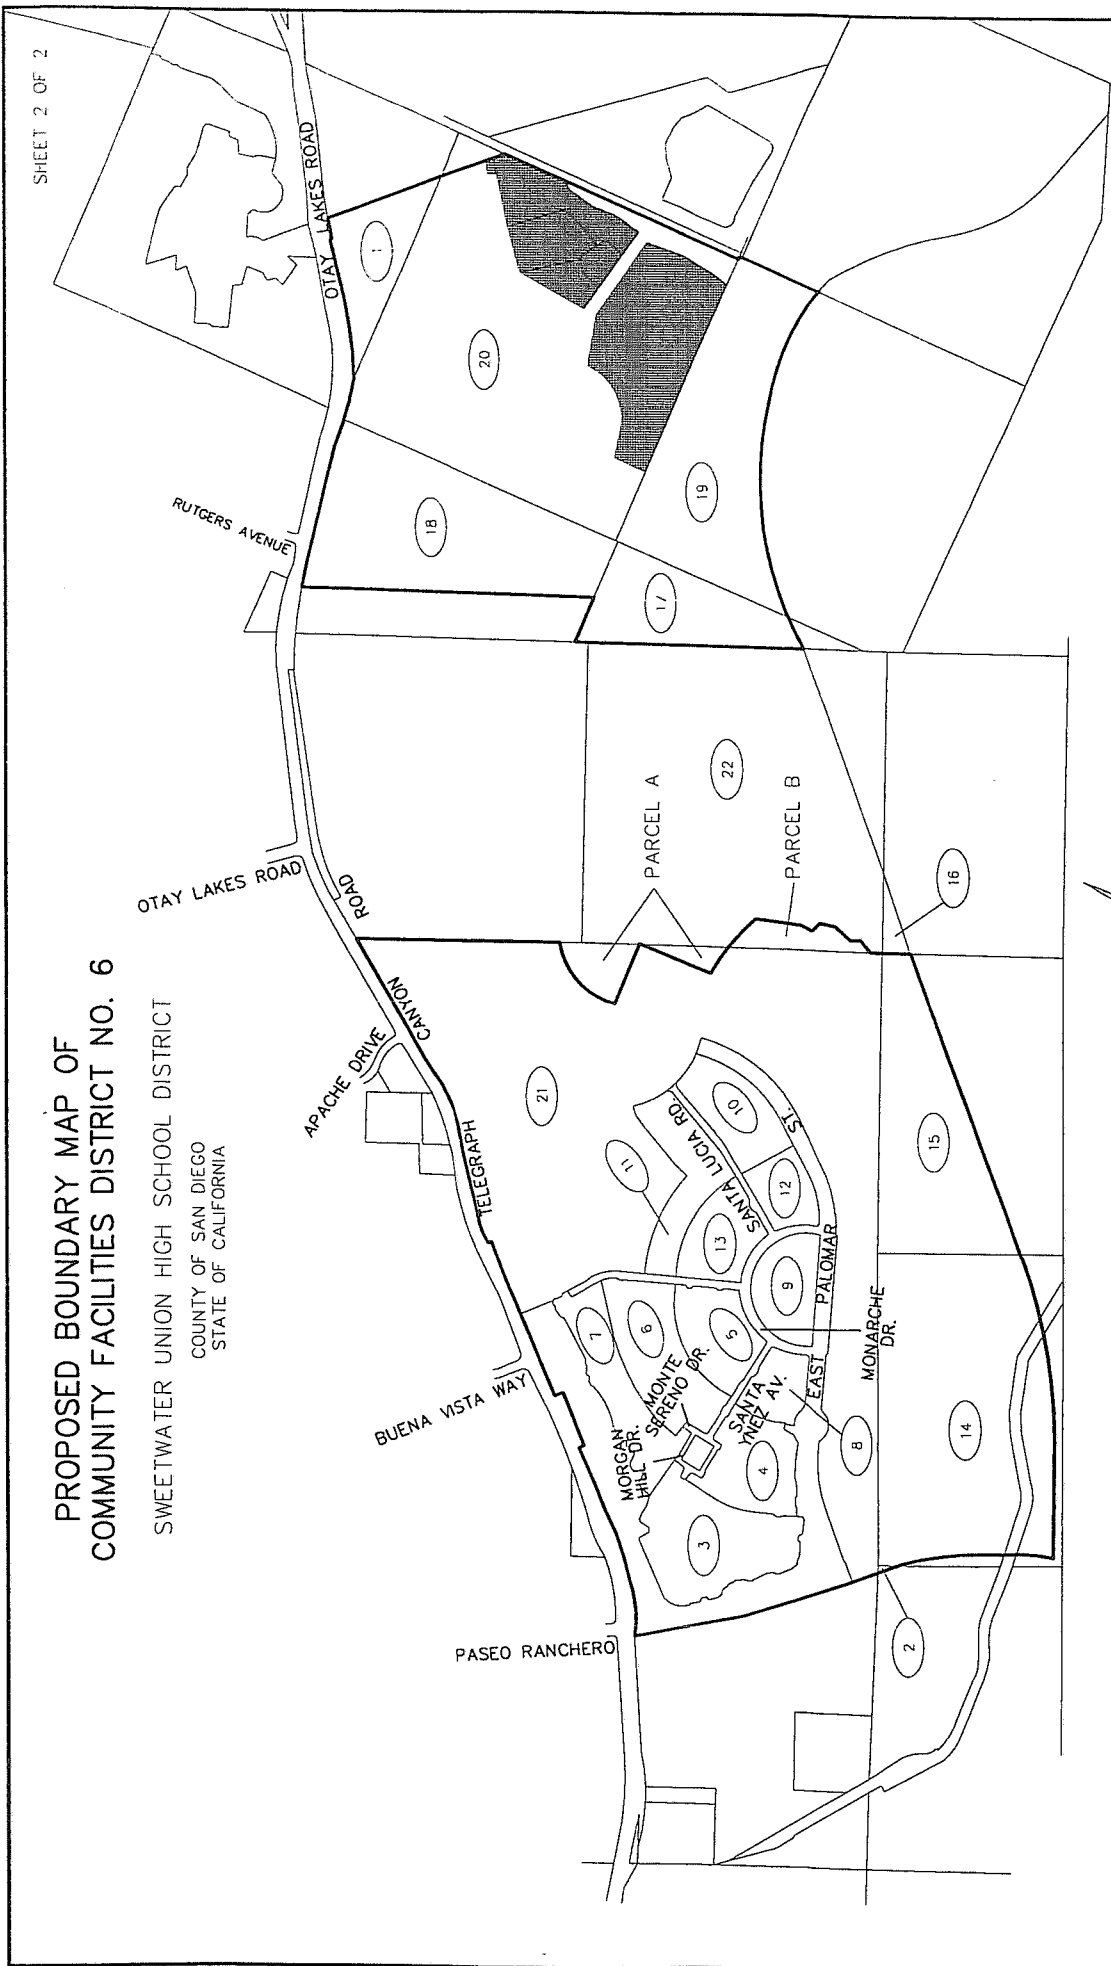 SHEET 2 OF 2
PROPOSED BOUNDARY MAP OF
COMMUNITY FACILITIES DISTRICT NO. 6
SWEETWATER UNION HIGH SCHOOL DISTRICT
COUNTY OF SAN DIEGO
STATE OF CALIFORNIA
PASEO RANCHERO
BUENA VISTA WAY
APACHE DRIVE
OTAY LAKES ROAD
RUTGERS AVENUE
OTAY LAKES ROAD
TELEGRAPH
CANYON
ROAD
1
20
18
19
17
22
PARCEL A
PARCEL B
16
21
11
10
SANTA LUCIA RD.
ST.
12
13
9
PALOMAR
EAST
7
6
5
MONTE
SERENO DR.
MORGAN
HILL DR.
SANTA
YNEZ AV.
MONARCHE
DR.
3
4
8
15
14
2